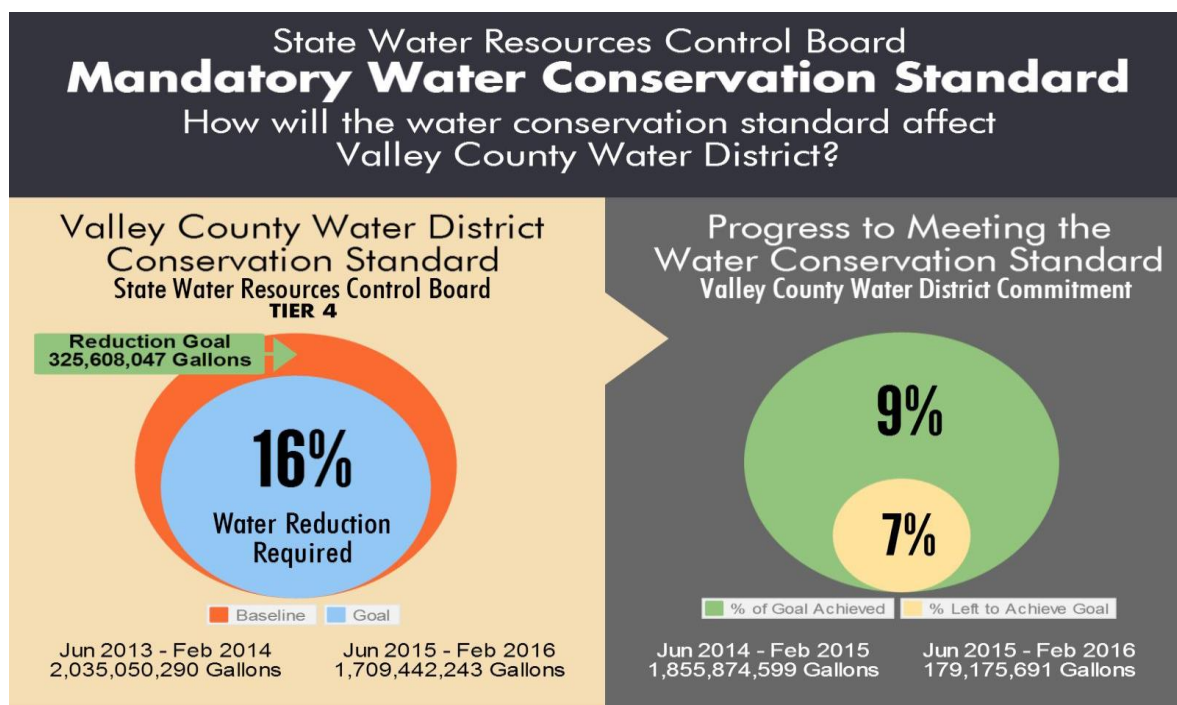 State Water Resources Control Board
Mandatory Water Conservation Standard
How will the water conservation standard affect
Valley County Water District?
Valley County Water District
Conservation Standard
State Water Resources Control Board
TIER 4
Reduction Goal
325,608,047 Gallons
16%
Water Reduction
Required
Baseline
Goal
Jun 2013 - Feb 2014
2,035,050,290 Gallons
Jun 2015 - Feb 2016
1,709,442,243 Gallons
Progress to Meeting the
Water Conservation Standard
Valley County Water District Commitment
9%
7%
% of Goal Achieved
% Left to Achieve Goal
Jun 2014 - Feb 2015
1,855,874,599 Gallons
Jun 2015 - Feb 2016
179,175,691 Gallons